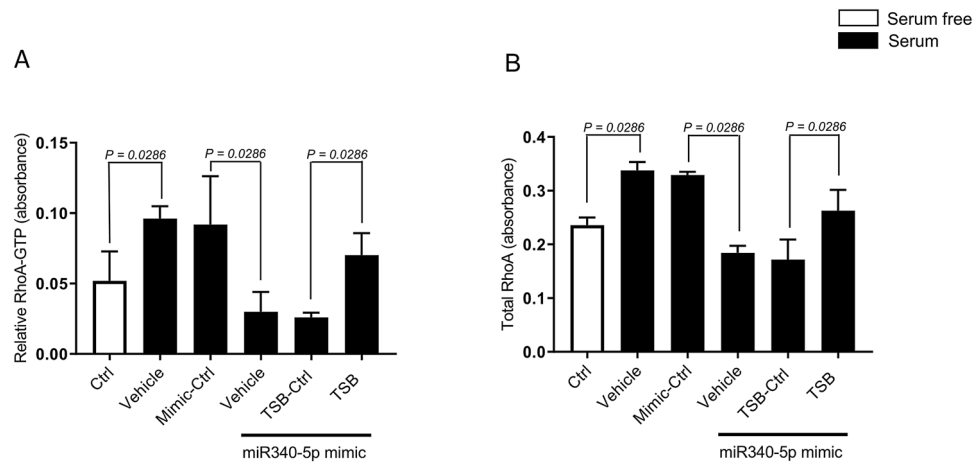 Serum free
Serum
A
B
Relative RhoA-GTP (absorbance)
0.15
0.10
0.05
0.00
P = 0.0286
P = 0.0286
P = 0.0286
Ctrl
Vehicle
Mimic-Ctrl
Vehicle
TSB-Ctrl
TSB
miR340-5p mimic
Total RhoA (absorbance)
0.4
0.3
0.2
0.1
0.0
P = 0.0286
P = 0.0286
P = 0.0286
Ctrl
Vehicle
Mimic-Ctrl
Vehicle
TSB-Ctrl
TSB
miR340-5p mimic